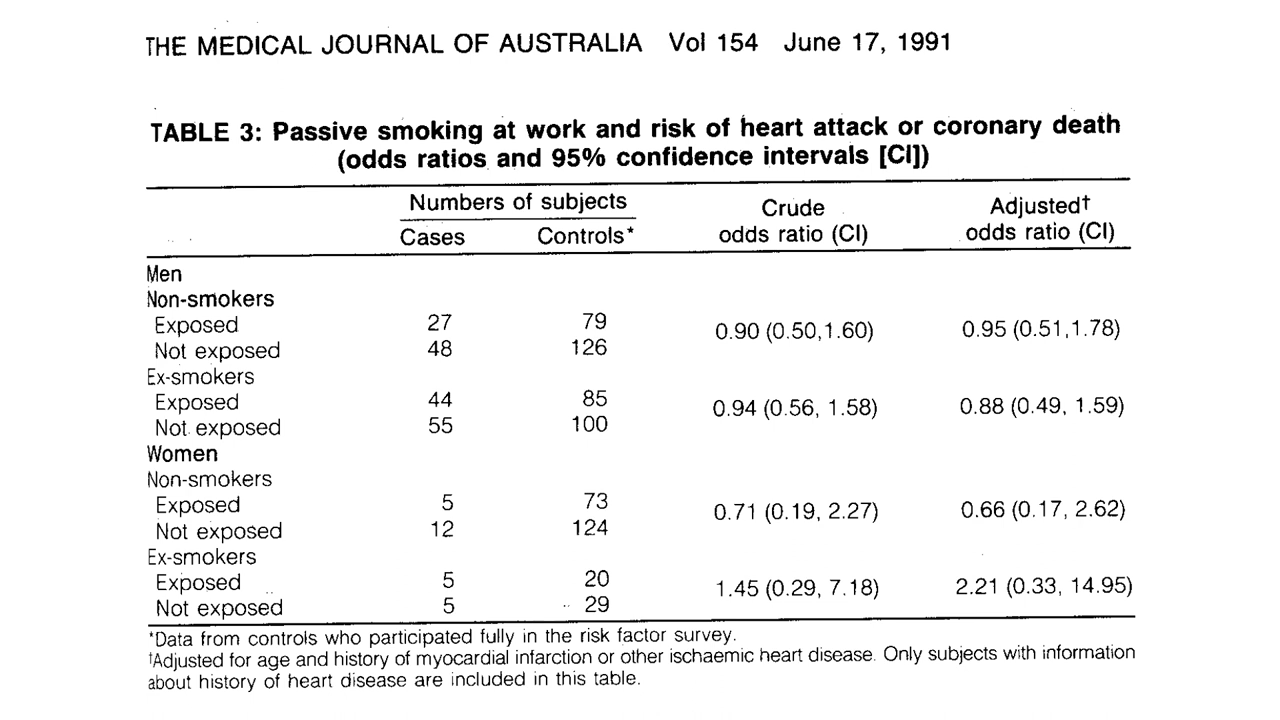 THE MEDICAL JOURNAL OF AUSTRALIA Vol 154 June 17, 1991
TABLE 3: Passive smoking at work and risk of heart attack or coronary death
(odds ratios and 95% confidence intervals [CI])
Numbers of subjects
Cases Controls*
Crude
odds ratio (CI)
Adjusted†
odds ratio (CI)
Men
Non-smokers
Exposed 27 79
Not exposed 48 126
0.90 (0.50,1.60) 0.95 (0.51,1.78)
Ex-smokers
Exposed 44 85
Not exposed 55 100
0.94 (0.56, 1.58) 0.88 (0.49, 1.59)
Women
Non-smokers
Exposed 5 73
Not exposed 12 124
0.71 (0.19, 2.27) 0.66 (0.17, 2.62)
Ex-smokers
Exposed 5 20
Not exposed 5 29
1.45 (0.29, 7.18) 2.21 (0.33, 14.95)
*Data from controls who participated fully in the risk factor survey.
†Adjusted for age and history of myocardial infarction or other ischaemic heart disease. Only subjects with information
about history of heart disease are included in this table.